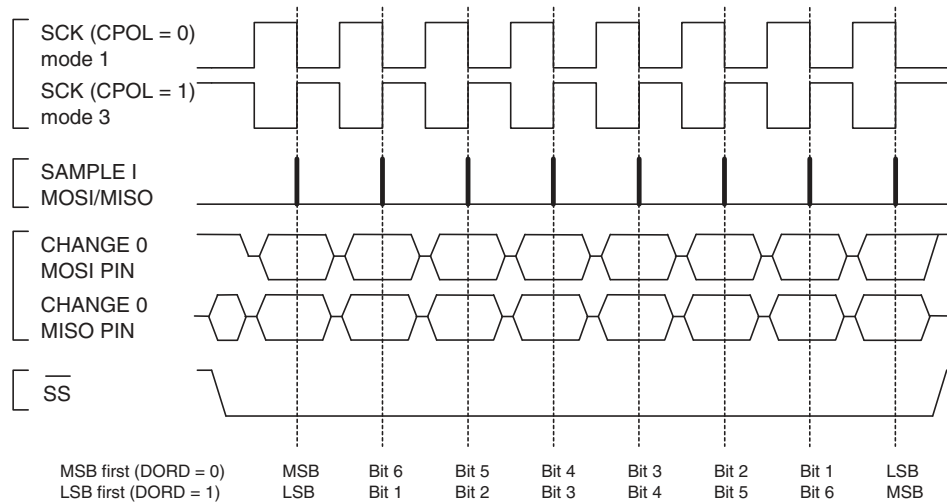 SCK (CPOL = 0)
mode 1
SCK (CPOL = 1)
mode 3
SAMPLE I
MOSI/MISO
CHANGE 0
MOSI PIN
CHANGE 0
MISO PIN
SS
MSB first (DORD = 0) MSB Bit 6 Bit 5 Bit 4 Bit 3 Bit 2 Bit 1 LSB
LSB first (DORD = 1) LSB Bit 1 Bit 2 Bit 3 Bit 4 Bit 5 Bit 6 MSB